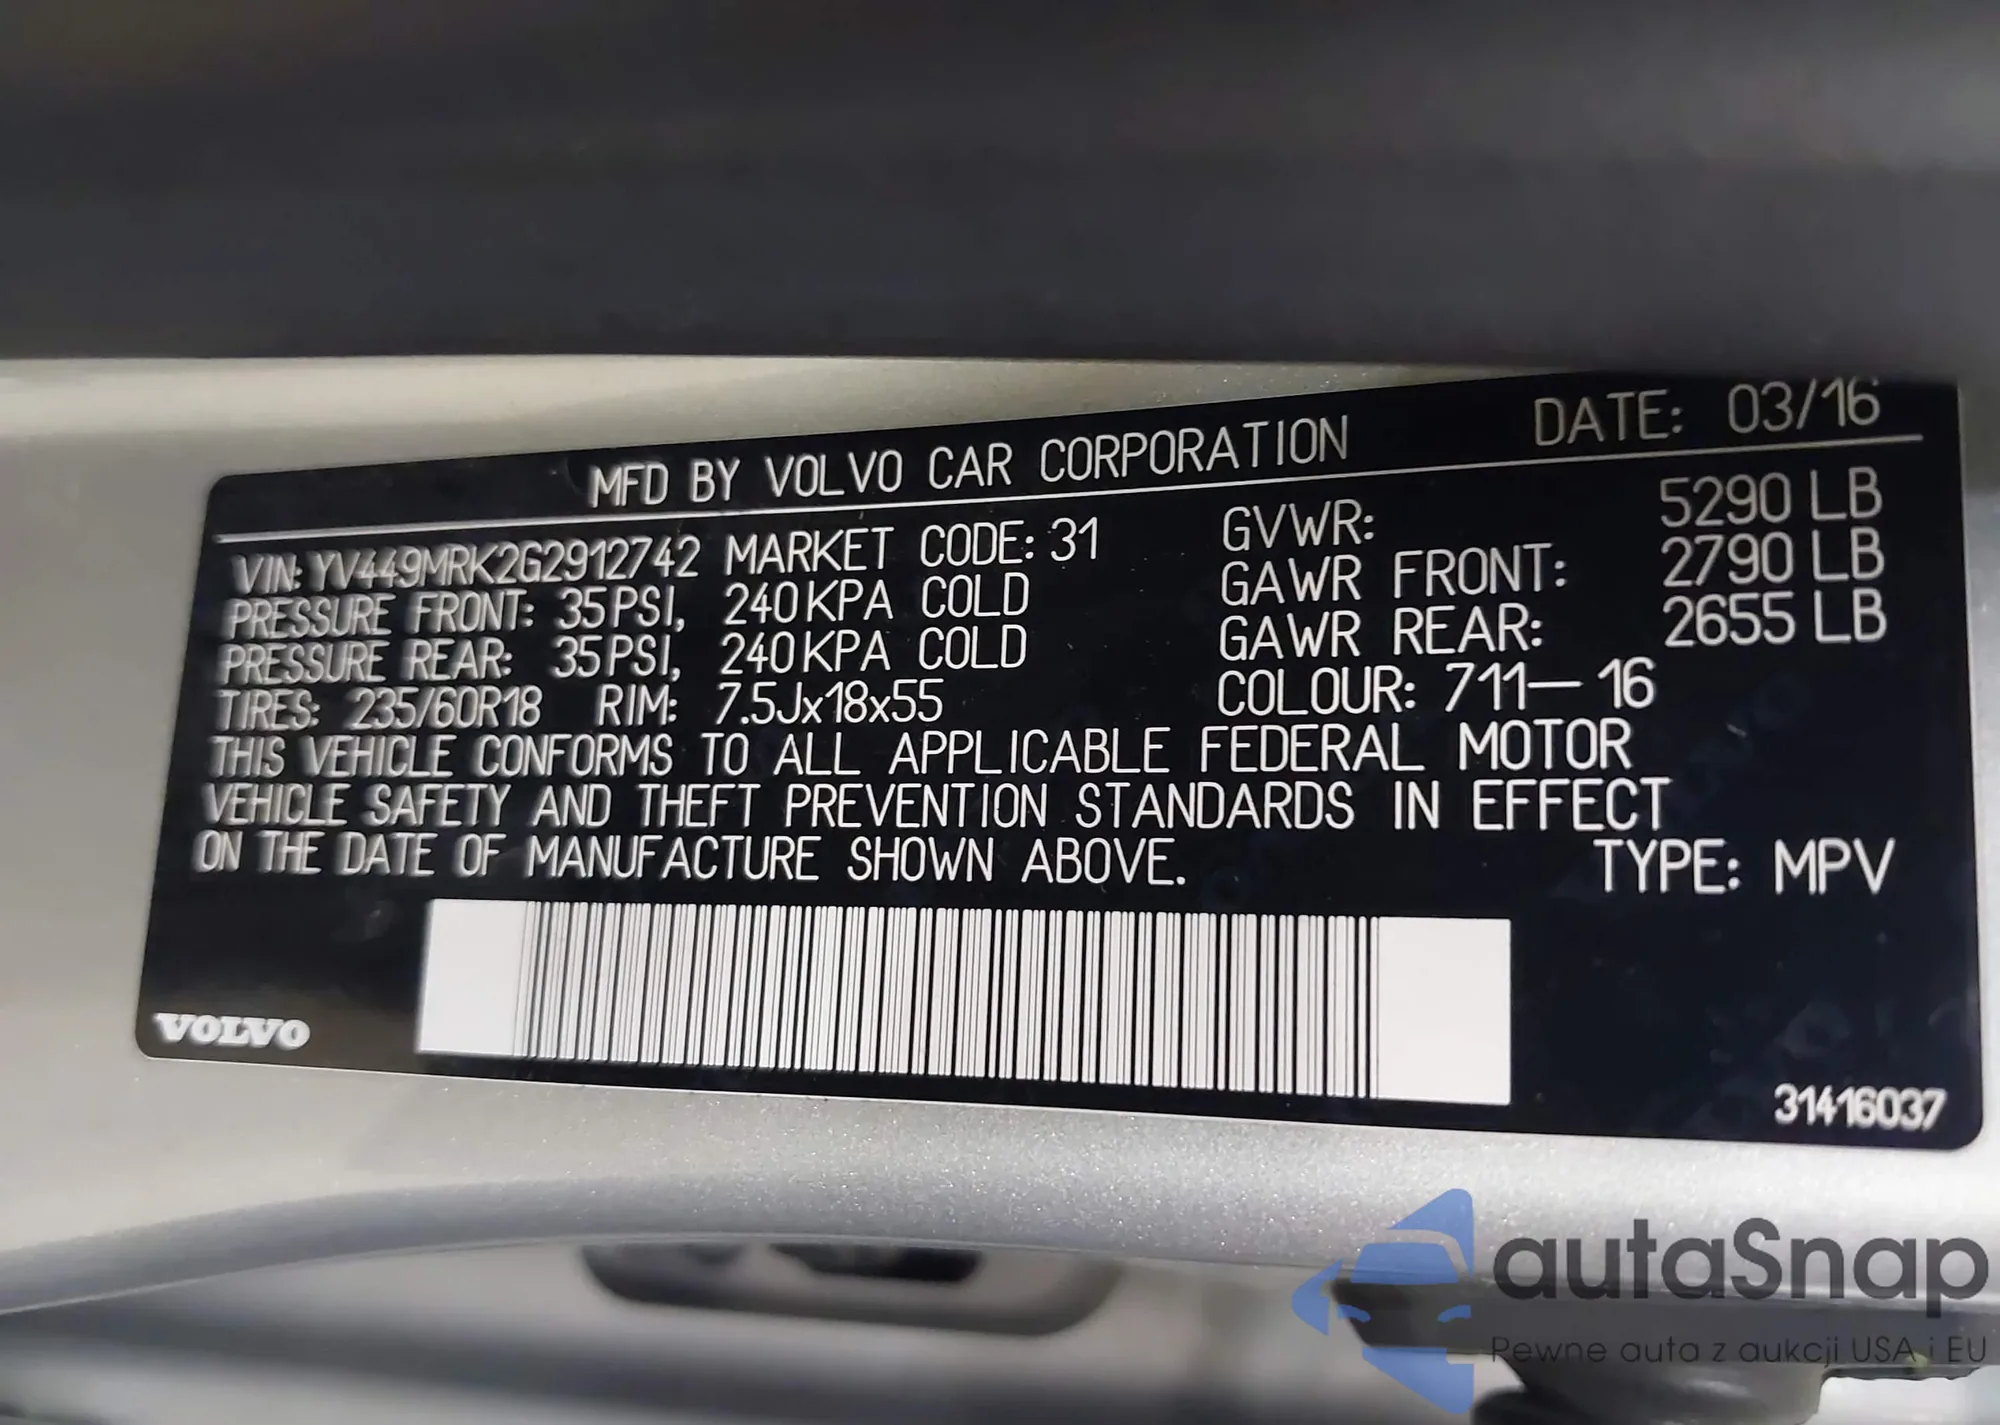 MFD BY VOLVO CAR CORPORATION DATE: 03/16
VIN: YV449MRK2G2912742 MARKET CODE: 31 GVWR: 5290 LB
PRESSURE FRONT: 35PSI, 240KPA COLD GAWR FRONT: 2790 LB
PRESSURE REAR: 35PSI, 240KPA COLD GAWR REAR: 2655 LB
TIRES: 235/60R18 RIM: 7.5Jx18x55 COLOUR: 711-16
THIS VEHICLE CONFORMS TO ALL APPLICABLE FEDERAL MOTOR
VEHICLE SAFETY AND THEFT PREVENTION STANDARDS IN EFFECT
ON THE DATE OF MANUFACTURE SHOWN ABOVE. TYPE: MPV
VOLVO
31416037
autaSnap
Pewne auta z aukcji USA i EU